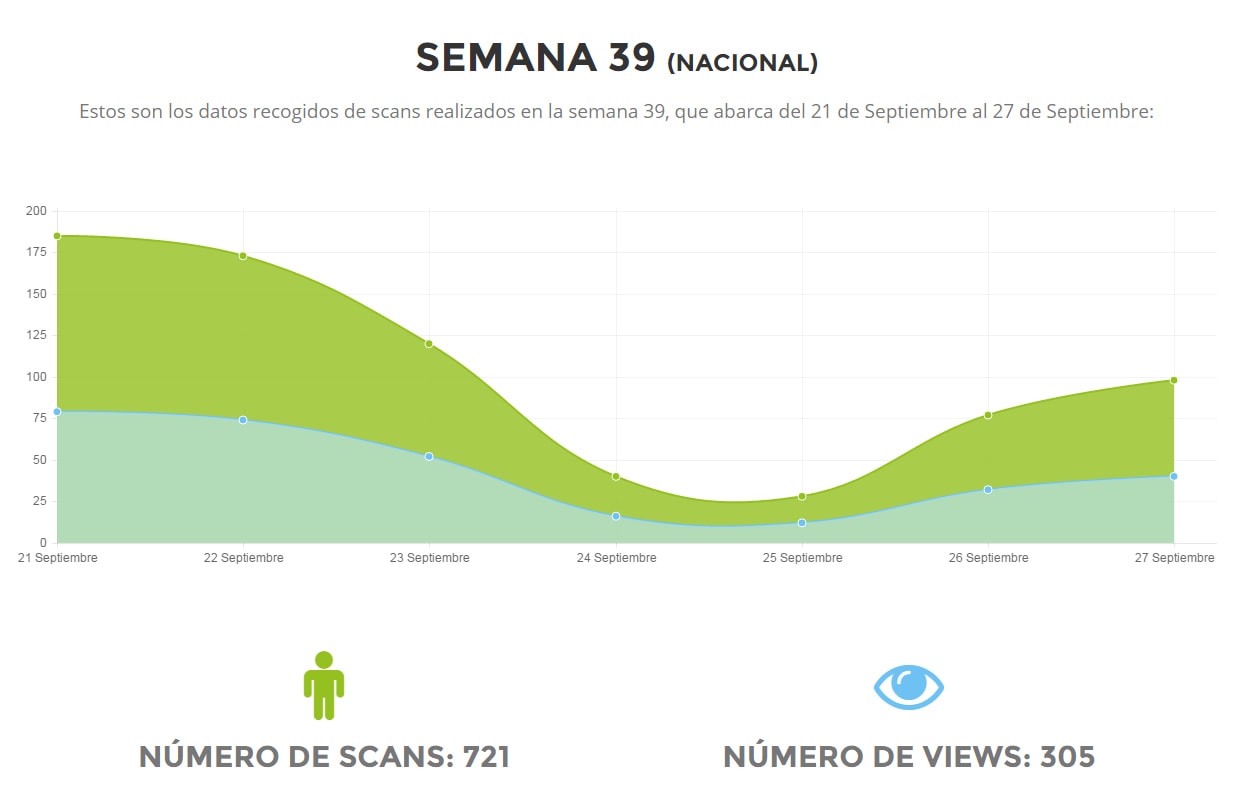 SEMANA 39 (NACIONAL)
Estos son los datos recogidos de scans realizados en la semana 39, que abarca del 21 de Septiembre al 27 de Septiembre:
200
175
150
125
100
75
50
25
0
21 Septiembre 22 Septiembre 23 Septiembre 24 Septiembre 25 Septiembre 26 Septiembre 27 Septiembre
NÚMERO DE SCANS: 721 NÚMERO DE VIEWS: 305